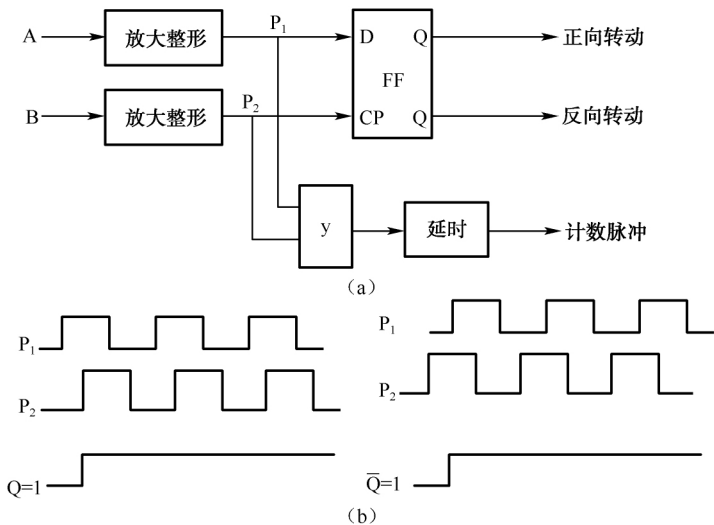 A 放大整形 P₁ D Q 正向转动
FF
B 放大整形 P₂ CP Q 反向转动
y 延时 计数脉冲
（a）
P₁ P₁
P₂ P₂
Q=1 Q̅=1
（b）